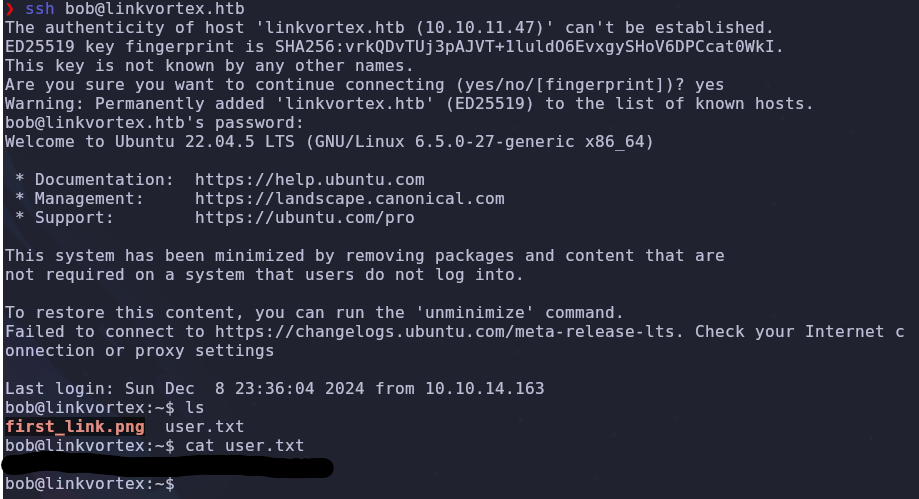 ❯ ssh bob@linkvortex.htb
The authenticity of host 'linkvortex.htb (10.10.11.47)' can't be established.
ED25519 key fingerprint is SHA256:vrkQDvTUj3pAJVT+1luldO6EvxgySHoV6DPCcat0WkI.
This key is not known by any other names.
Are you sure you want to continue connecting (yes/no/[fingerprint])? yes
Warning: Permanently added 'linkvortex.htb' (ED25519) to the list of known hosts.
bob@linkvortex.htb's password:
Welcome to Ubuntu 22.04.5 LTS (GNU/Linux 6.5.0-27-generic x86_64)
* Documentation:  https://help.ubuntu.com
* Management:     https://landscape.canonical.com
* Support:        https://ubuntu.com/pro
This system has been minimized by removing packages and content that are
not required on a system that users do not log into.
To restore this content, you can run the 'unminimize' command.
Failed to connect to https://changelogs.ubuntu.com/meta-release-lts. Check your Internet c
onnection or proxy settings
Last login: Sun Dec  8 23:36:04 2024 from 10.10.14.163
bob@linkvortex:~$ ls
first_link.png  user.txt
bob@linkvortex:~$ cat user.txt
bob@linkvortex:~$